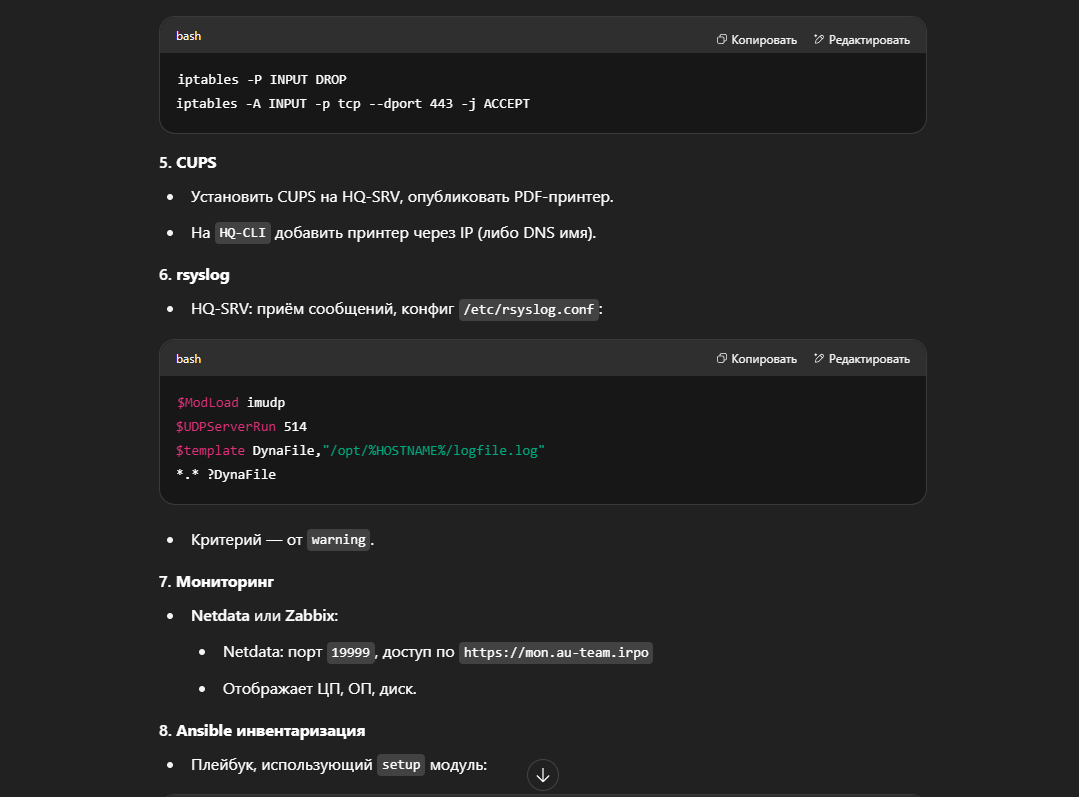 bash
Копировать
Редактировать
iptables -P INPUT DROP
iptables -A INPUT -p tcp --dport 443 -j ACCEPT
5. CUPS
Установить CUPS на HQ-SRV, опубликовать PDF-принтер.
На HQ-CLI добавить принтер через IP (либо DNS имя).
6. rsyslog
HQ-SRV: приём сообщений, конфиг /etc/rsyslog.conf:
bash
Копировать
Редактировать
$ModLoad imudp
$UDPServerRun 514
$template DynaFile,"/opt/%HOSTNAME%/logfile.log"
*.* ?DynaFile
Критерий — от warning.
7. Мониторинг
Netdata или Zabbix:
Netdata: порт 19999, доступ по https://mon.au-team.irpo
Отображает ЦП, ОП, диск.
8. Ansible инвентаризация
Плейбук, использующий setup модуль: